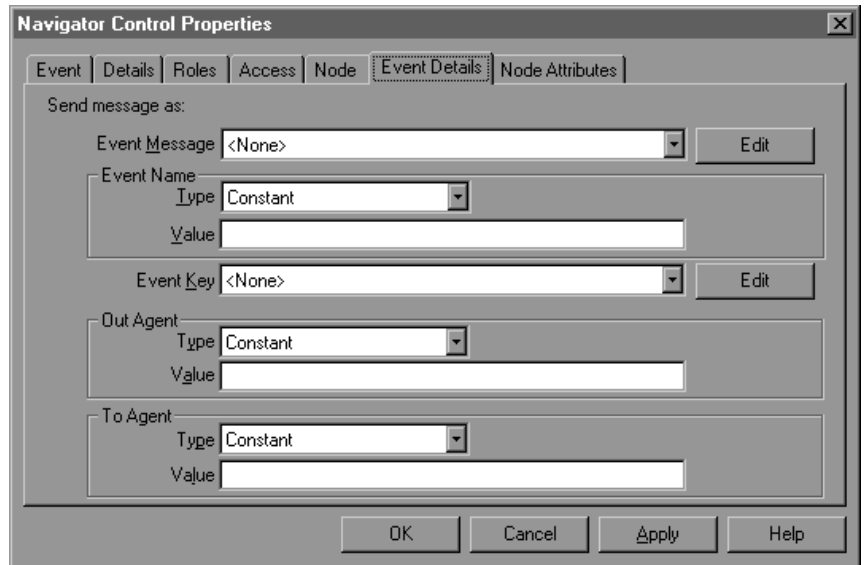 Navigator Control Properties
Event Details Roles Access Node Event Details Node Attributes
Send message as:
Event Message <None> Edit
Event Name
Type Constant
Value
Event Key <None> Edit
Out Agent
Type Constant
Value
To Agent
Type Constant
Value
OK Cancel Apply Help